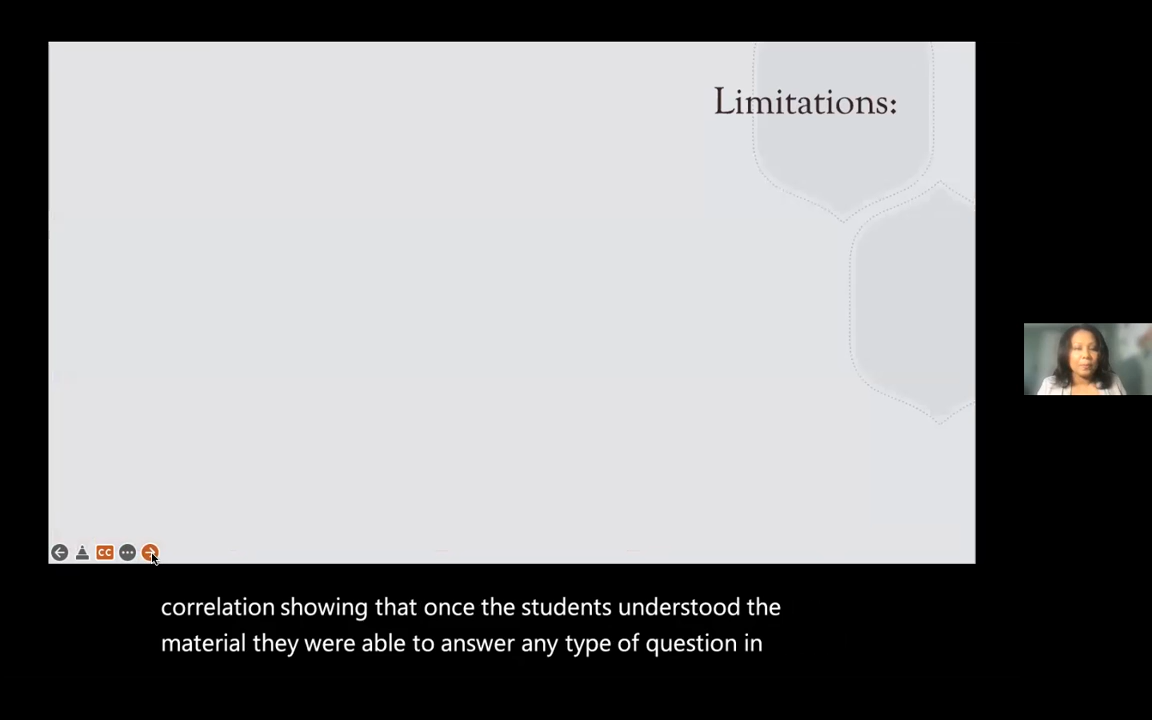 Limitations:
CC
correlation showing that once the students understood the
material they were able to answer any type of question in